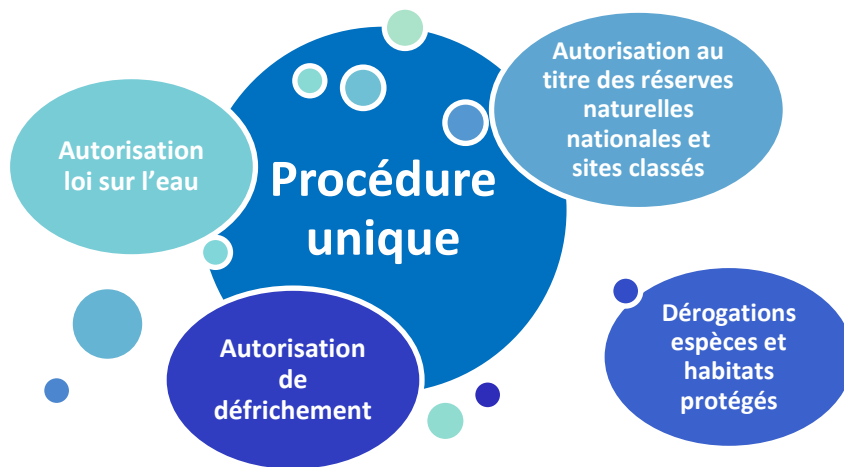 Autorisation
loi sur l’eau
Procédure
unique
Autorisation au
titre des réserves
naturelles
nationales et
sites classés
Autorisation
de
défrichement
Dérogations
espèces et
habitats
protégés